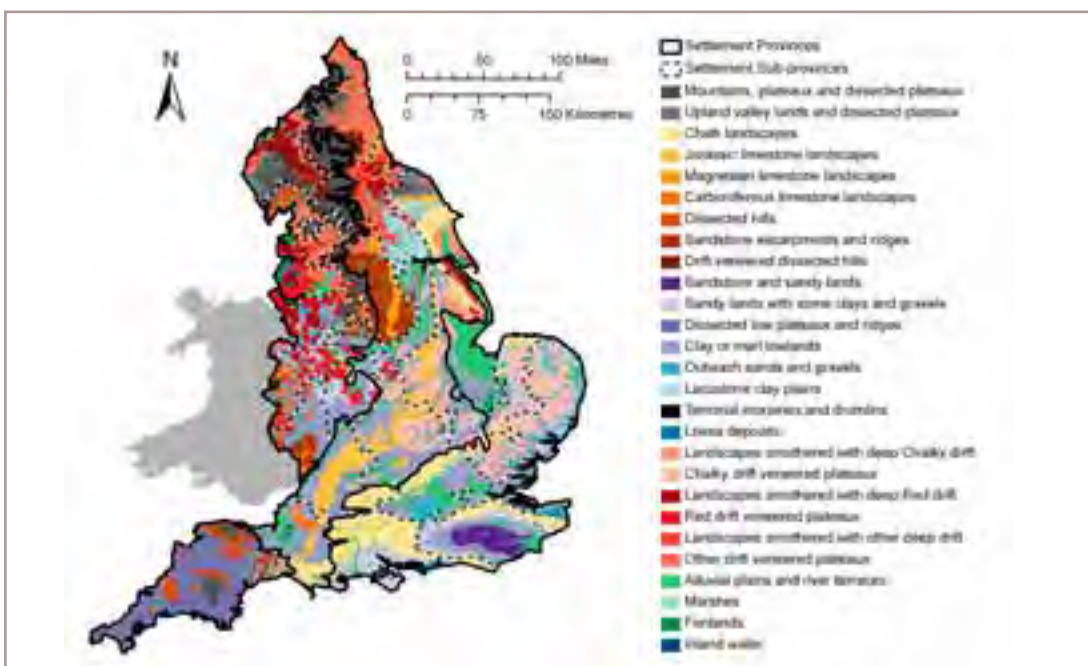 N
0 50 100 Miles
0 75 150 Kilometres
Settlement Provinces
Settlement Sub-provinces
Mountains, plateaux and dissected plateaux
Upland valley lands and dissected plateaux
Chalk landscapes
Jurassic limestone landscapes
Magnesian limestone landscapes
Carboniferous limestone landscapes
Dissected hills
Sandstone escarpments and ridges
Drift veneered dissected hills
Sandstone and sandy lands
Sandy lands with some clays and gravels
Dissected low plateaux and ridges
Clay or marl lowlands
Outwash sands and gravels
Lacustrine clay plains
Terminal moraines and drumlins
Loess deposits
Landscapes smothered with deep Chalky drift
Chalky drift veneered plateaux
Landscapes smothered with deep Red drift
Red drift veneered plateaux
Landscapes smothered with other deep drift
Other drift veneered plateaux
Alluvial plains and river terraces
Marshes
Fenlands
Inland water